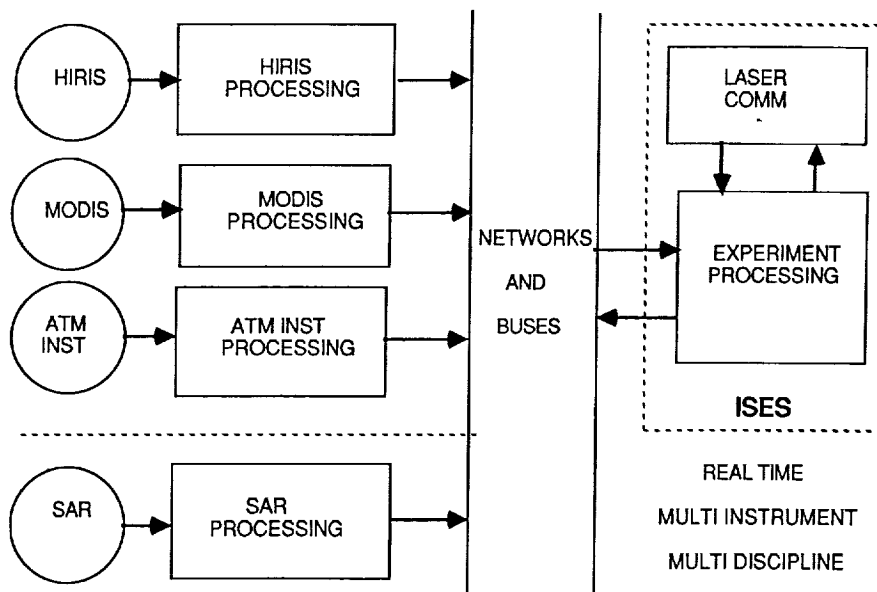 HIRIS
HIRIS
PROCESSING
MODIS
MODIS
PROCESSING
ATM
INST
ATM INST
PROCESSING
SAR
SAR
PROCESSING
NETWORKS
AND
BUSES
LASER
COMM
EXPERIMENT
PROCESSING
ISES
REAL TIME
MULTI INSTRUMENT
MULTI DISCIPLINE